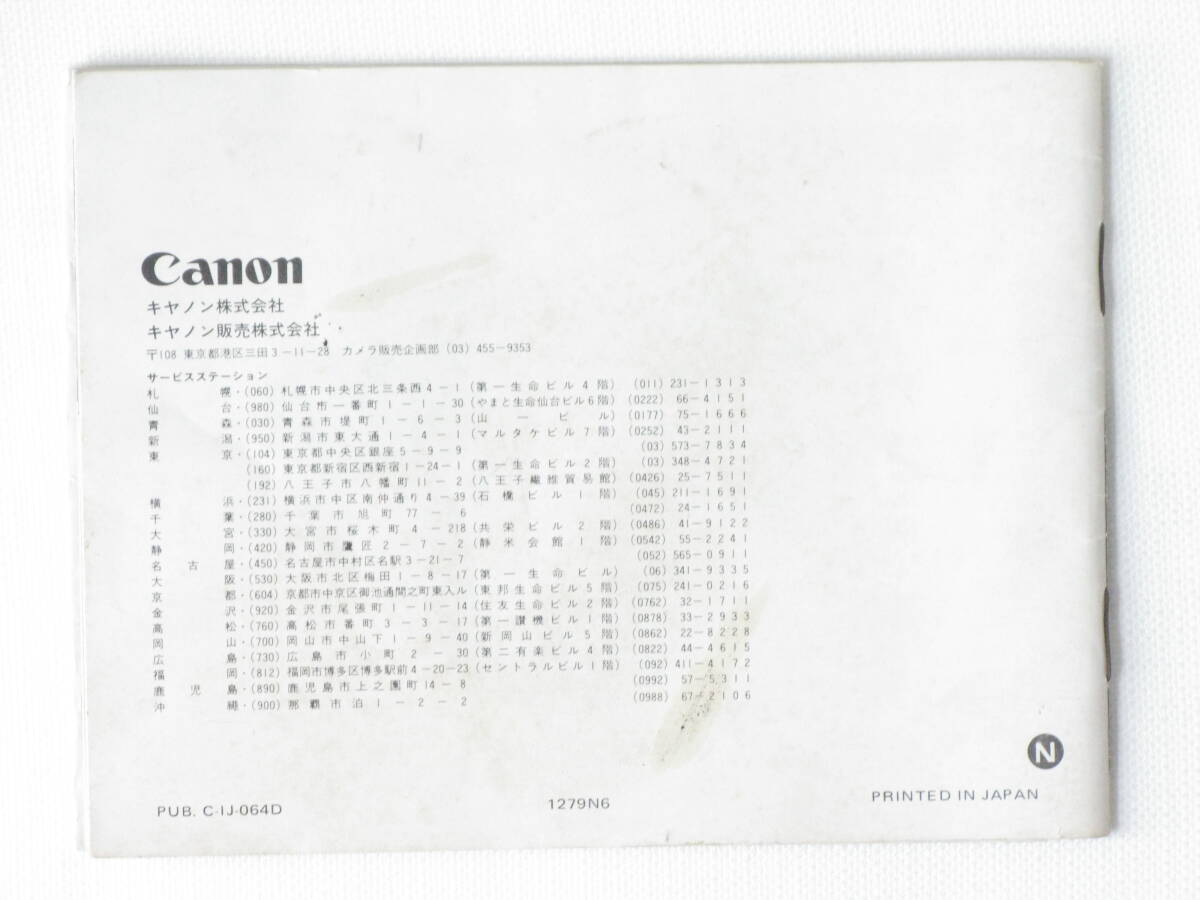 Canon
キヤノン株式会社
キヤノン販売株式会社
〒108 東京都港区三田3-11-28 カメラ販売企画部 (03) 455-9353
サービスステーション
札幌・(060) 札幌市中央区北三条西4-1 (第一生命ビル4階) (011) 231-1313
仙台・(980) 仙台市一番町1-1-30 (やまと生命仙台ビル6階) (0222) 66-4151
青森・(030) 青森市堤町1-6-3 (山一ビル) (0177) 75-1666
新潟・(950) 新潟市東大通1-4-1 (マルタケビル7階) (0252) 43-2111
東京・(104) 東京都中央区銀座5-9-9 (03) 573-7834
(160) 東京都新宿区西新宿1-24-1 (第一生命ビル2階) (03) 348-4721
(192) 八王子市八幡町11-2 (八王子繊維貿易館) (0426) 25-7511
横浜・(231) 横浜市中区南仲通り4-39 (石橋ビル1階) (045) 211-1691
千葉・(280) 千葉市旭町77-6 (0472) 24-1651
大宮・(330) 大宮市桜木町4-218 (共栄ビル2階) (0486) 41-9122
静岡・(420) 静岡市鷹匠2-7-2 (静米会館1階) (0542) 55-2241
名古屋・(450) 名古屋市中村区名駅3-21-7 (052) 565-0911
大阪・(530) 大阪市北区梅田1-8-17 (第一生命ビル) (06) 341-9335
京都・(604) 京都市中京区御池通間之町東入ル (東邦生命ビル5階) (075) 241-0216
金沢・(920) 金沢市尾張町1-11-14 (住友生命ビル2階) (0762) 32-1711
高松・(760) 高松市番町3-3-17 (第一讃機ビル1階) (0878) 33-2933
岡山・(700) 岡山市中山下1-9-40 (新岡山ビル5階) (0862) 22-8228
広島・(730) 広島市小町2-30 (第二有楽ビル4階) (0822) 44-4615
福岡・(812) 福岡市博多区博多駅前4-20-23 (セントラルビル1階) (092) 411-4172
鹿児島・(890) 鹿児島市上之園町14-8 (0992) 57-5311
沖縄・(900) 那覇市泊1-2-2 (0988) 67-2106
N
PUB. C-IJ-064D
1279N6
PRINTED IN JAPAN